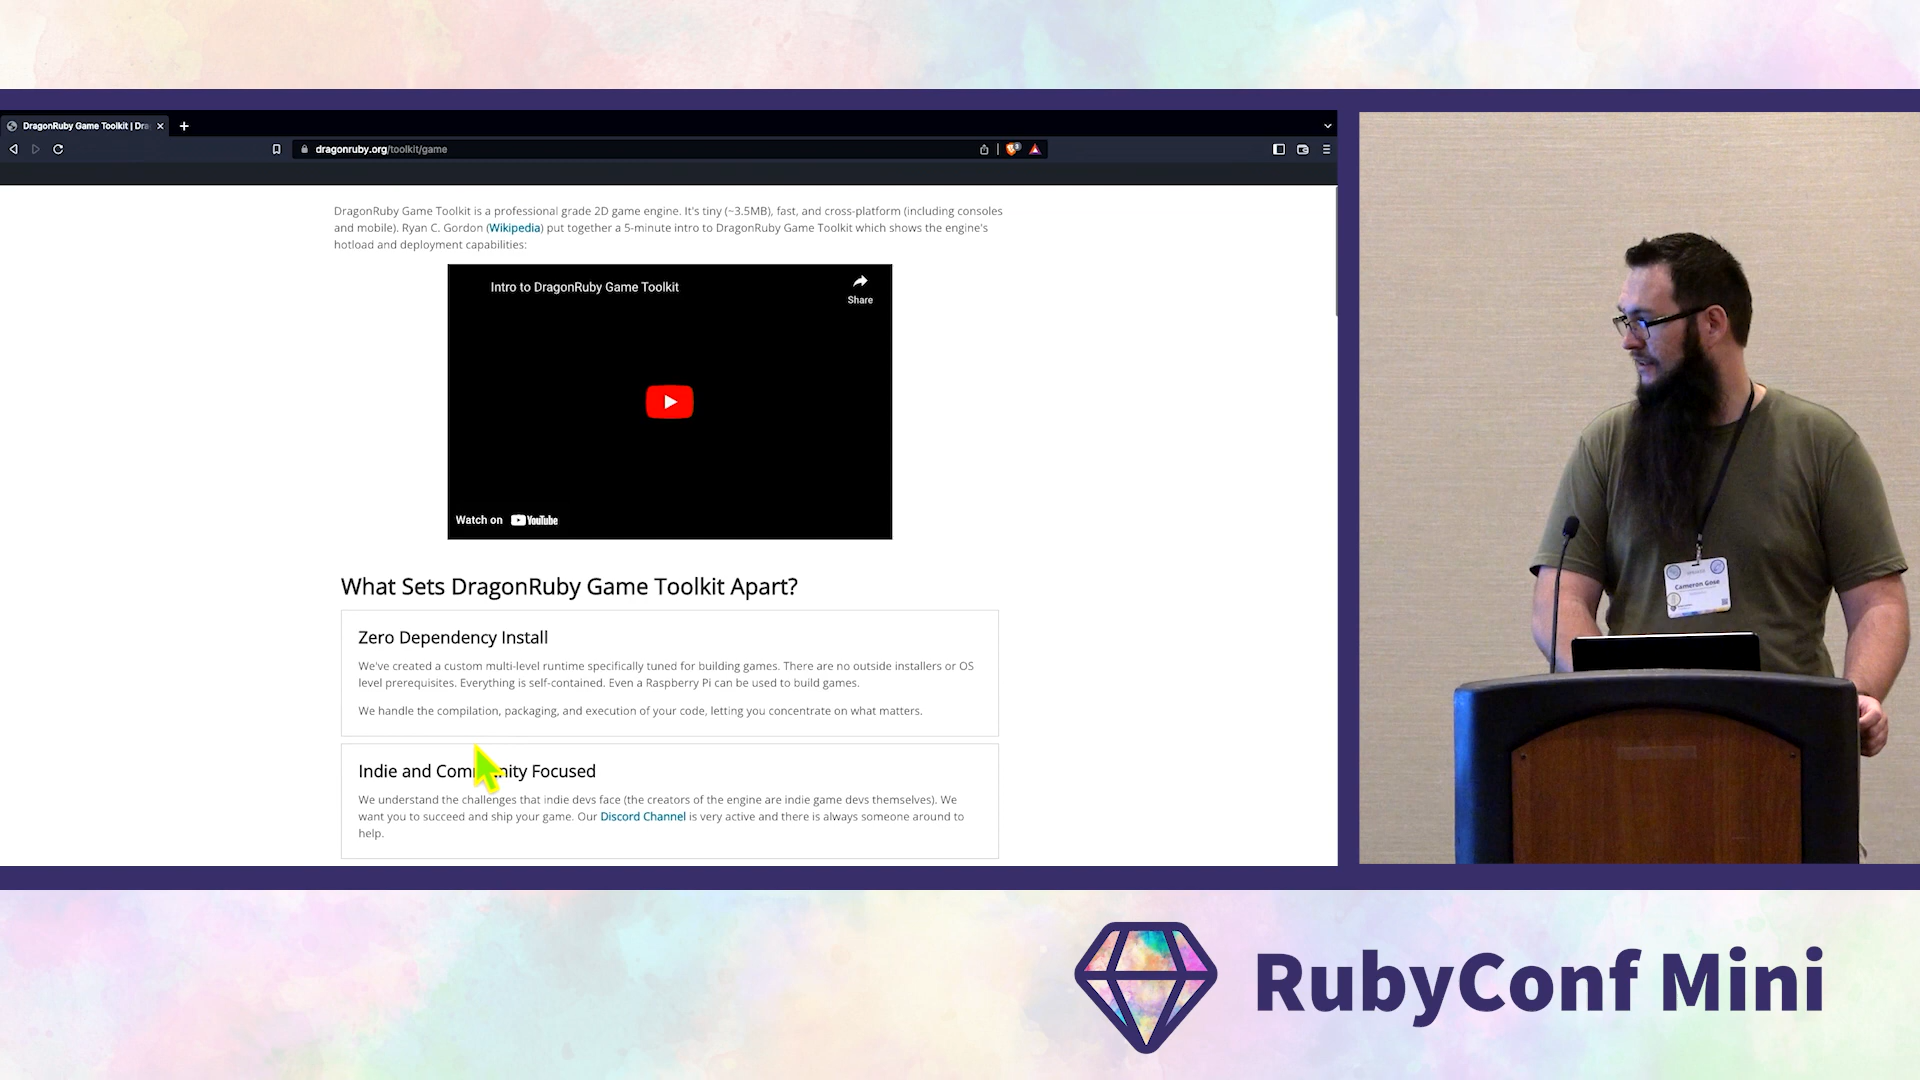 DragonRuby Game Toolkit | Dra
dragonruby.org/toolkit/game
DragonRuby Game Toolkit is a professional grade 2D game engine. It's tiny (~3.5MB), fast, and cross-platform (including consoles
and mobile). Ryan C. Gordon (Wikipedia) put together a 5-minute intro to DragonRuby Game Toolkit which shows the engine's
hotload and deployment capabilities:
Intro to DragonRuby Game Toolkit
Share
Watch on YouTube
What Sets DragonRuby Game Toolkit Apart?
Zero Dependency Install
We've created a custom multi-level runtime specifically tuned for building games. There are no outside installers or OS
level prerequisites. Everything is self-contained. Even a Raspberry Pi can be used to build games.
We handle the compilation, packaging, and execution of your code, letting you concentrate on what matters.
Indie and Community Focused
We understand the challenges that indie devs face (the creators of the engine are indie game devs themselves). We
want you to succeed and ship your game. Our Discord Channel is very active and there is always someone around to
help.
Cameron Gose
RubyConf Mini